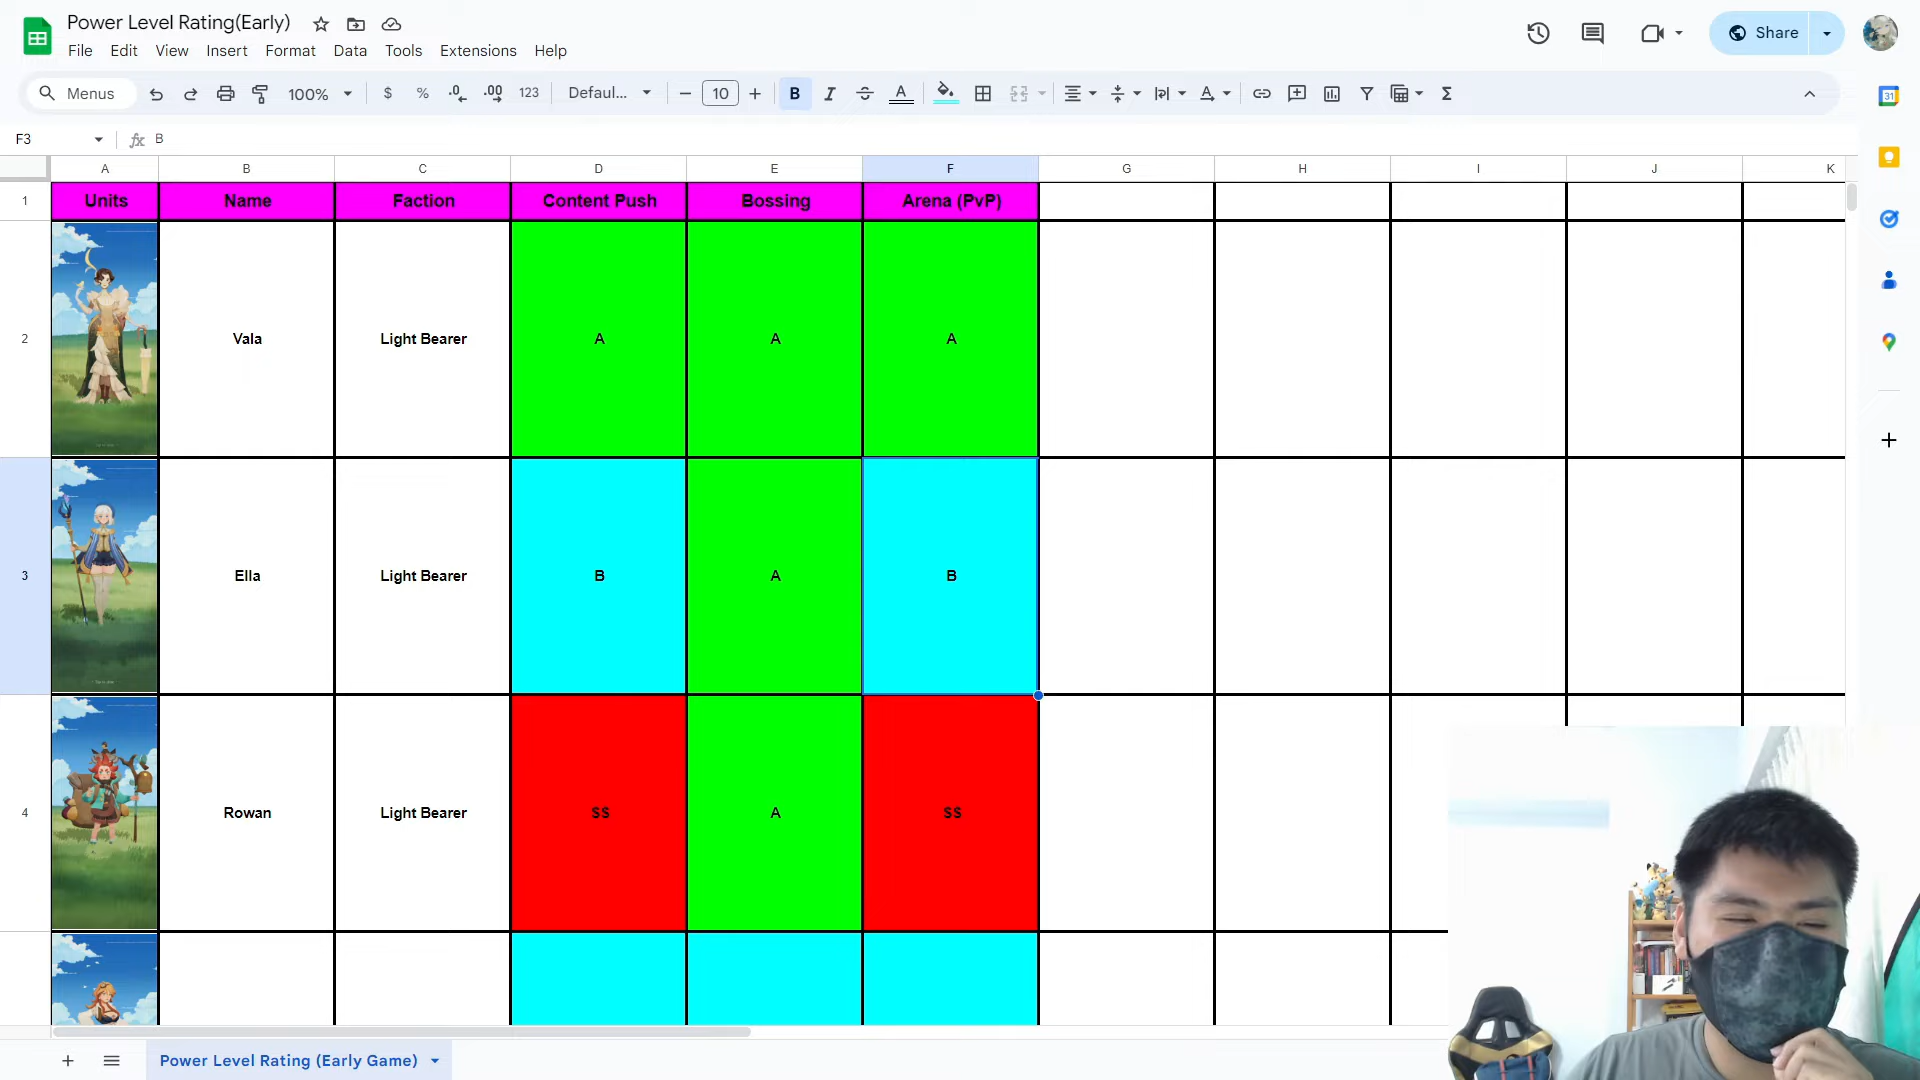 Power Level Rating(Early)
File Edit View Insert Format Data Tools Extensions Help
Share
Menus 100% $ % .0 .00 123 Defaul... 10 B I A Σ
31
F3 fx B
A B C D E F G H I J K
1 Units Name Faction Content Push Bossing Arena (PvP)
2 Vala Light Bearer A A A
3 Ella Light Bearer B A B
4 Rowan Light Bearer SS A SS
Power Level Rating (Early Game)